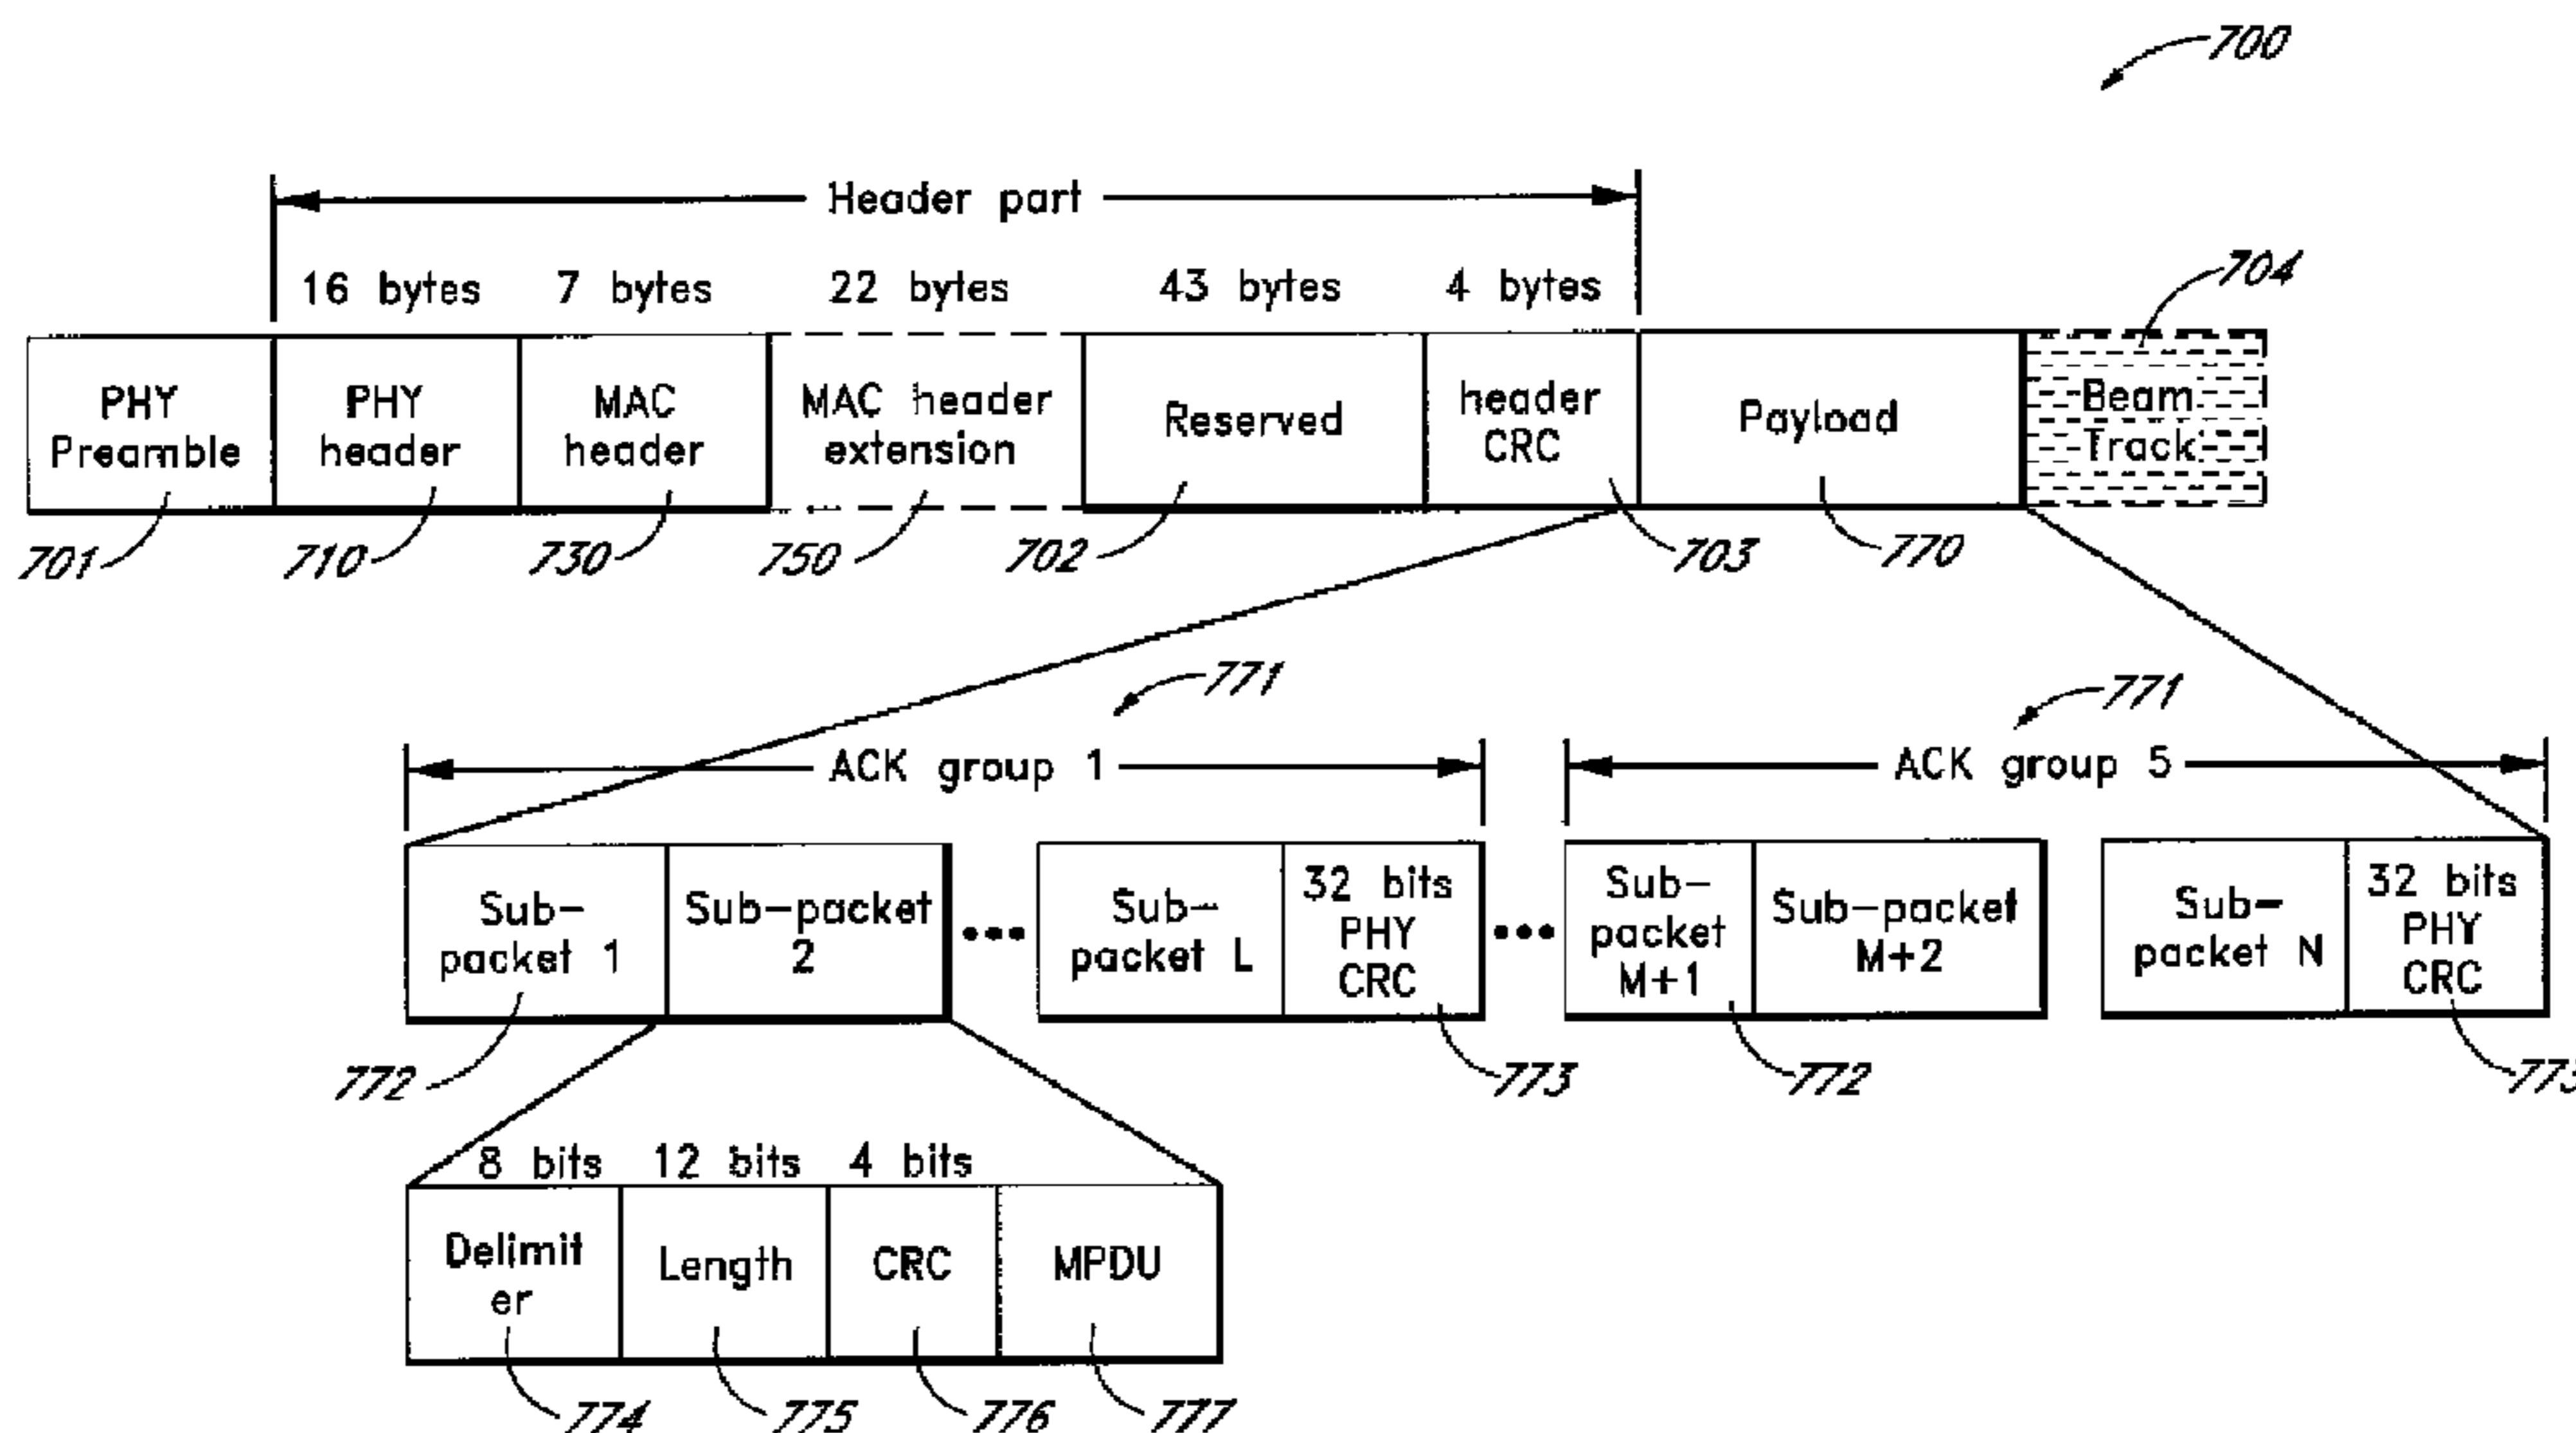 700
Header part
704
16 bytes 7 bytes 22 bytes 43 bytes 4 bytes
PHY Preamble
PHY header
MAC header
MAC header extension
Reserved
header CRC
Payload
Beam Track
701 710 730 750 702 703 770
771 771
ACK group 1 ACK group 5
Sub-packet 1
Sub-packet 2
•••
Sub-packet L
32 bits PHY CRC
•••
Sub-packet M+1
Sub-packet M+2
Sub-packet N
32 bits PHY CRC
772 773 772 773
8 bits 12 bits 4 bits
Delimit er
Length
CRC
MPDU
774 775 776 777